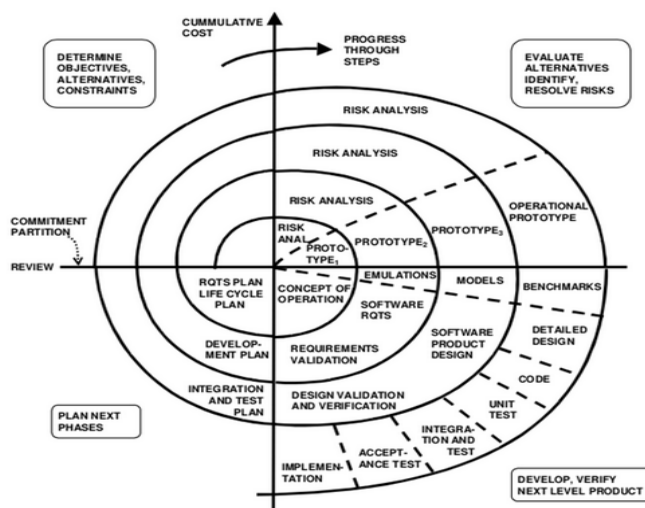 CUMMULATIVE
COST
PROGRESS
THROUGH
STEPS
DETERMINE
OBJECTIVES,
ALTERNATIVES,
CONSTRAINTS
EVALUATE
ALTERNATIVES
IDENTIFY,
RESOLVE RISKS
RISK ANALYSIS
RISK ANALYSIS
RISK ANALYSIS
RISK
ANAL.
PROTO-
TYPE1
PROTOTYPE2
PROTOTYPE3
OPERATIONAL
PROTOTYPE
COMMITMENT
PARTITION
REVIEW
RQTS PLAN
LIFE CYCLE
PLAN
CONCEPT OF
OPERATION
EMULATIONS
MODELS
BENCHMARKS
SOFTWARE
RQTS
SOFTWARE
PRODUCT
DESIGN
DETAILED
DESIGN
DEVELOP-
MENT PLAN
REQUIREMENTS
VALIDATION
CODE
INTEGRATION
AND TEST
PLAN
DESIGN VALIDATION
AND VERIFICATION
UNIT
TEST
PLAN NEXT
PHASES
INTEGRA-
TION AND
TEST
ACCEPT-
ANCE TEST
IMPLEMEN-
TATION
DEVELOP, VERIFY
NEXT LEVEL PRODUCT